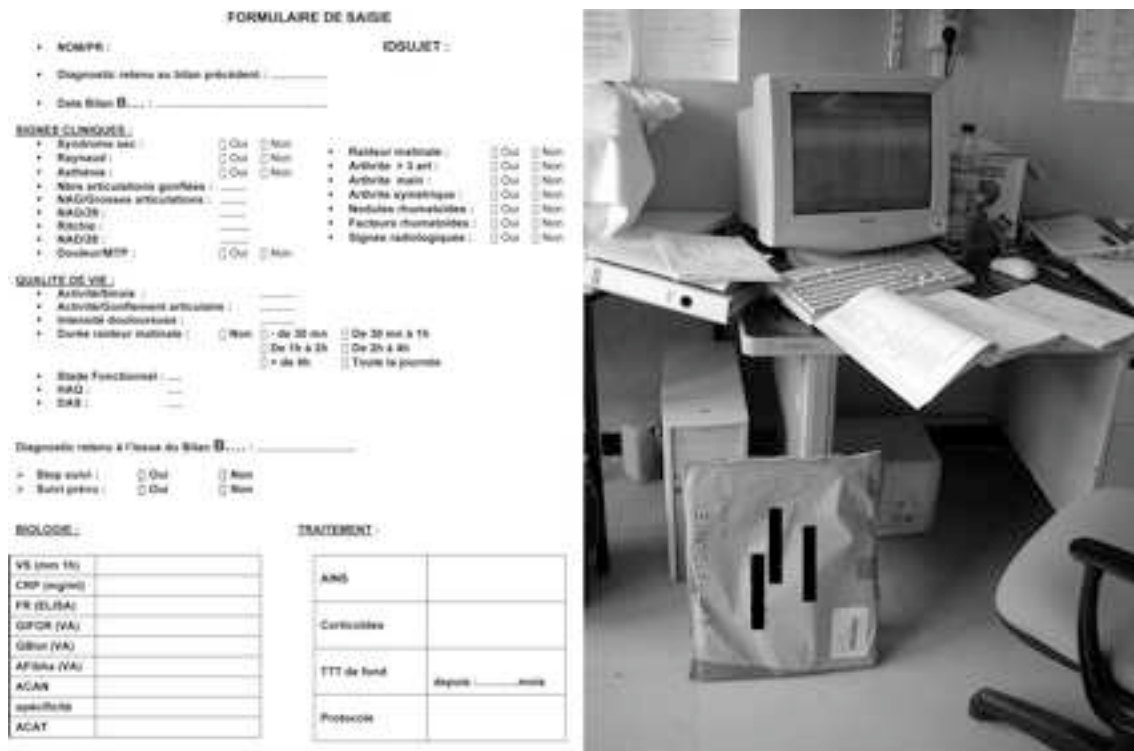 FORMULAIRE DE SAISIE
• NOM/PR :
IDSUJET :
• Diagnostic retenu au bilan précédent : ..................
• Date Bilan B.... : ..................
SIGNES CLINIQUES :
• Syndrome sec : Oui Non
• Raynaud : Oui Non
• Asthénie : Oui Non
• Nbre articulations gonflées : ......
• NAG/Grosses articulations : ......
• NAG/28 : ......
• Ritchie : ......
• NAD/28 : ......
• Douleur/MTP : Oui Non
• Raideur matinale : Oui Non
• Arthrite > 3 art : Oui Non
• Arthrite main : Oui Non
• Arthrite symétrique : Oui Non
• Nodules rhumatoïdes : Oui Non
• Facteurs rhumatoïdes : Oui Non
• Signes radiologiques : Oui Non
QUALITE DE VIE :
• Activité/Gonflement articulaire : ......
• Intensité douloureuse : ......
• Durée raideur matinale : Non - de 30 mn De 30 mn à 1h
De 1h à 2h De 2h à 4h
+ de 4h Toute la journée
• Stade Fonctionnel : ....
• HAQ : ....
• DAS : ....
Diagnostic retenu à l'issue du Bilan B.... : ..................
> Stop suivi : Oui Non
> Suivi prévu : Oui Non
BIOLOGIE :
VS (mm 1h)
CRP (mg/ml)
FR (ELISA)
GIFOR (VA)
AFibha (VA)
ACAN
spécificité
ACAT
TRAITEMENT :
AINS
Corticoïdes
TTT de fond
depuis : ..........mois
Protocole